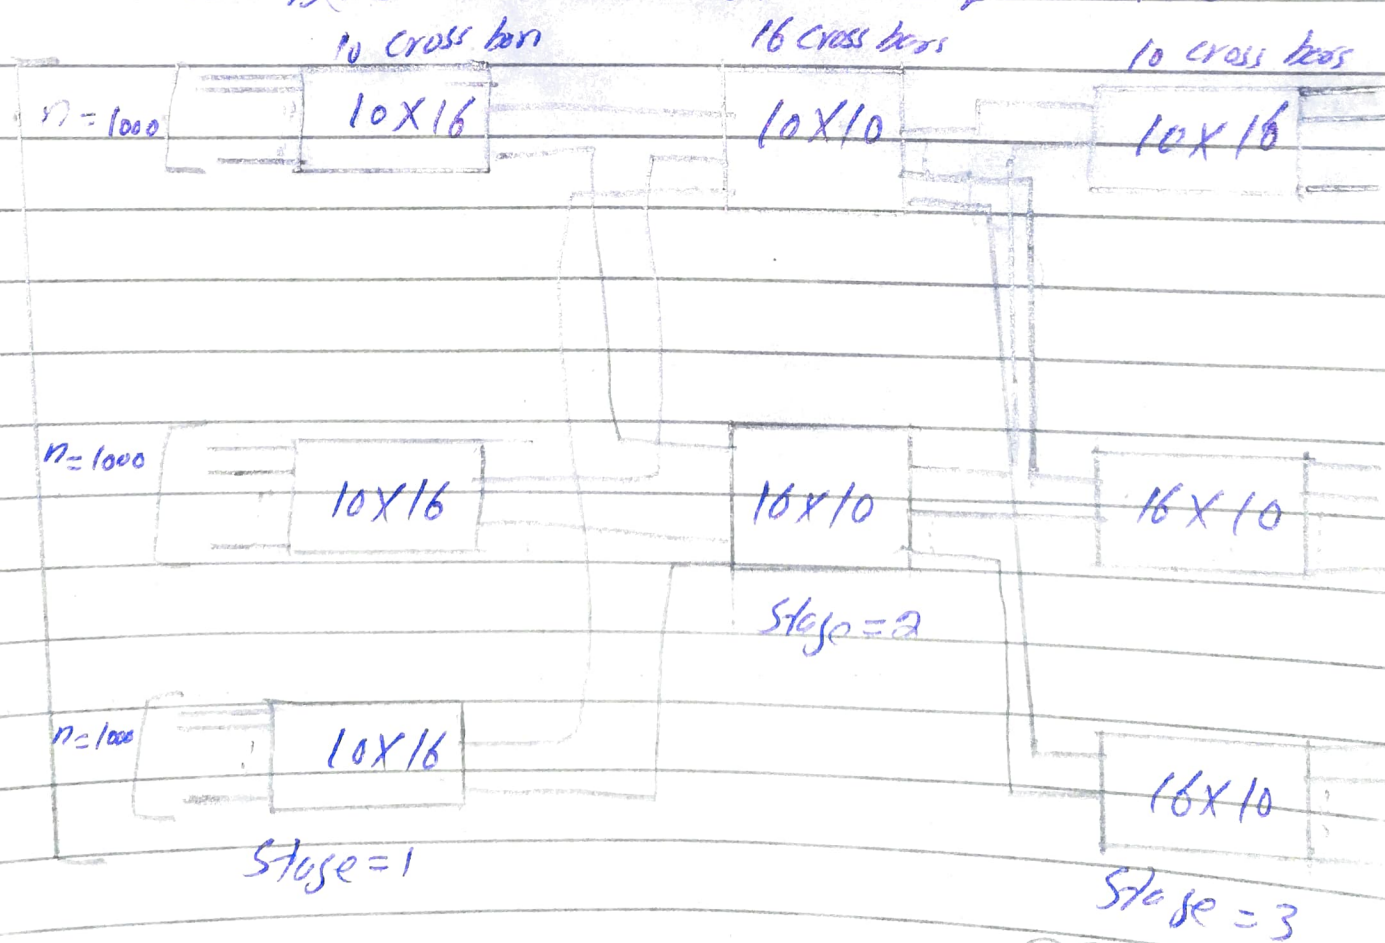 10 cross bars 16 cross bars 10 cross bars
n=1000 10X16 10X10 10X16
n=1000 10X16 16X10 16X10
Stage=2
n=1000 10X16 16X10
Stage=1 Stage=3